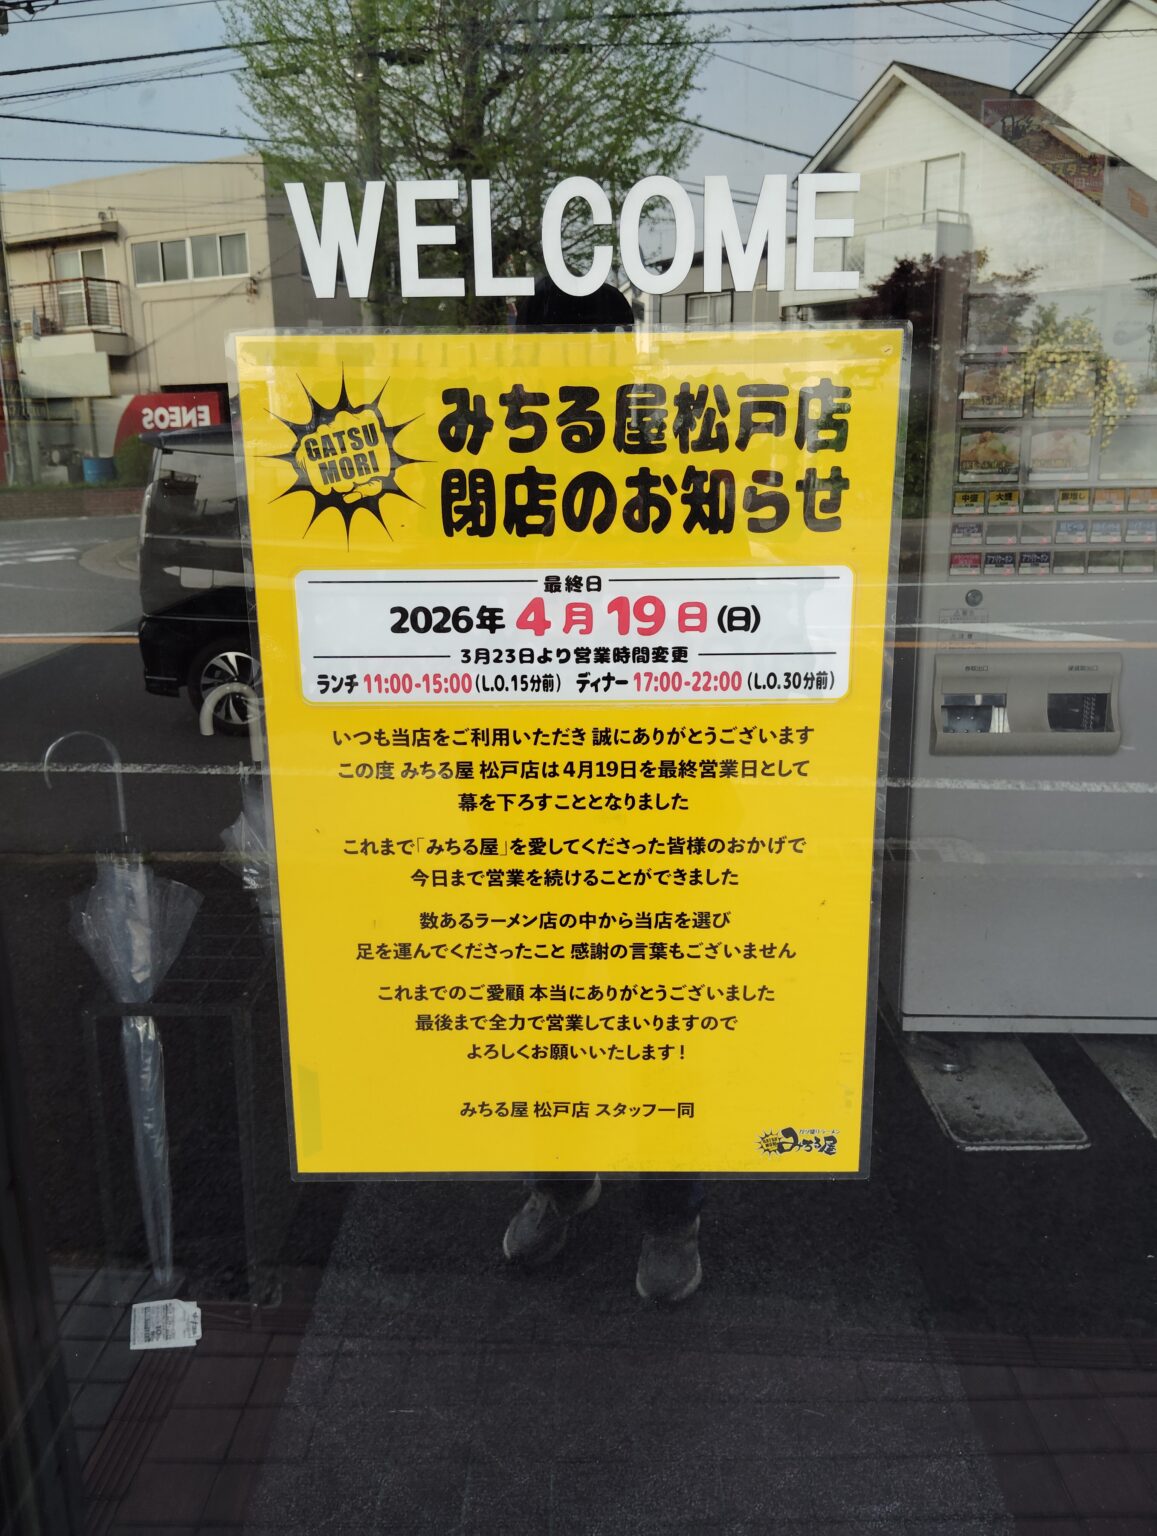 WELCOME
GATSU
MORI
みちる屋松戸店
閉店のお知らせ
最終日
2026年 4月19日(日)
3月23日より営業時間変更
ランチ 11:00-15:00(L.O.15分前) ディナー 17:00-22:00(L.O.30分前)
いつも当店をご利用いただき 誠にありがとうございます
この度 みちる屋 松戸店は4月19日を最終営業日として
幕を下ろすこととなりました
これまで「みちる屋」を愛してくださった皆様のおかげで
今日まで営業を続けることができました
数あるラーメン店の中から当店を選び
足を運んでくださったこと 感謝の言葉もございません
これまでのご愛顧 本当にありがとうございました
最後まで全力で営業してまいりますので
よろしくお願いいたします!
みちる屋 松戸店 スタッフ一同
ガツ盛りラーメン
みちる屋
ENEOS
中盛
大盛